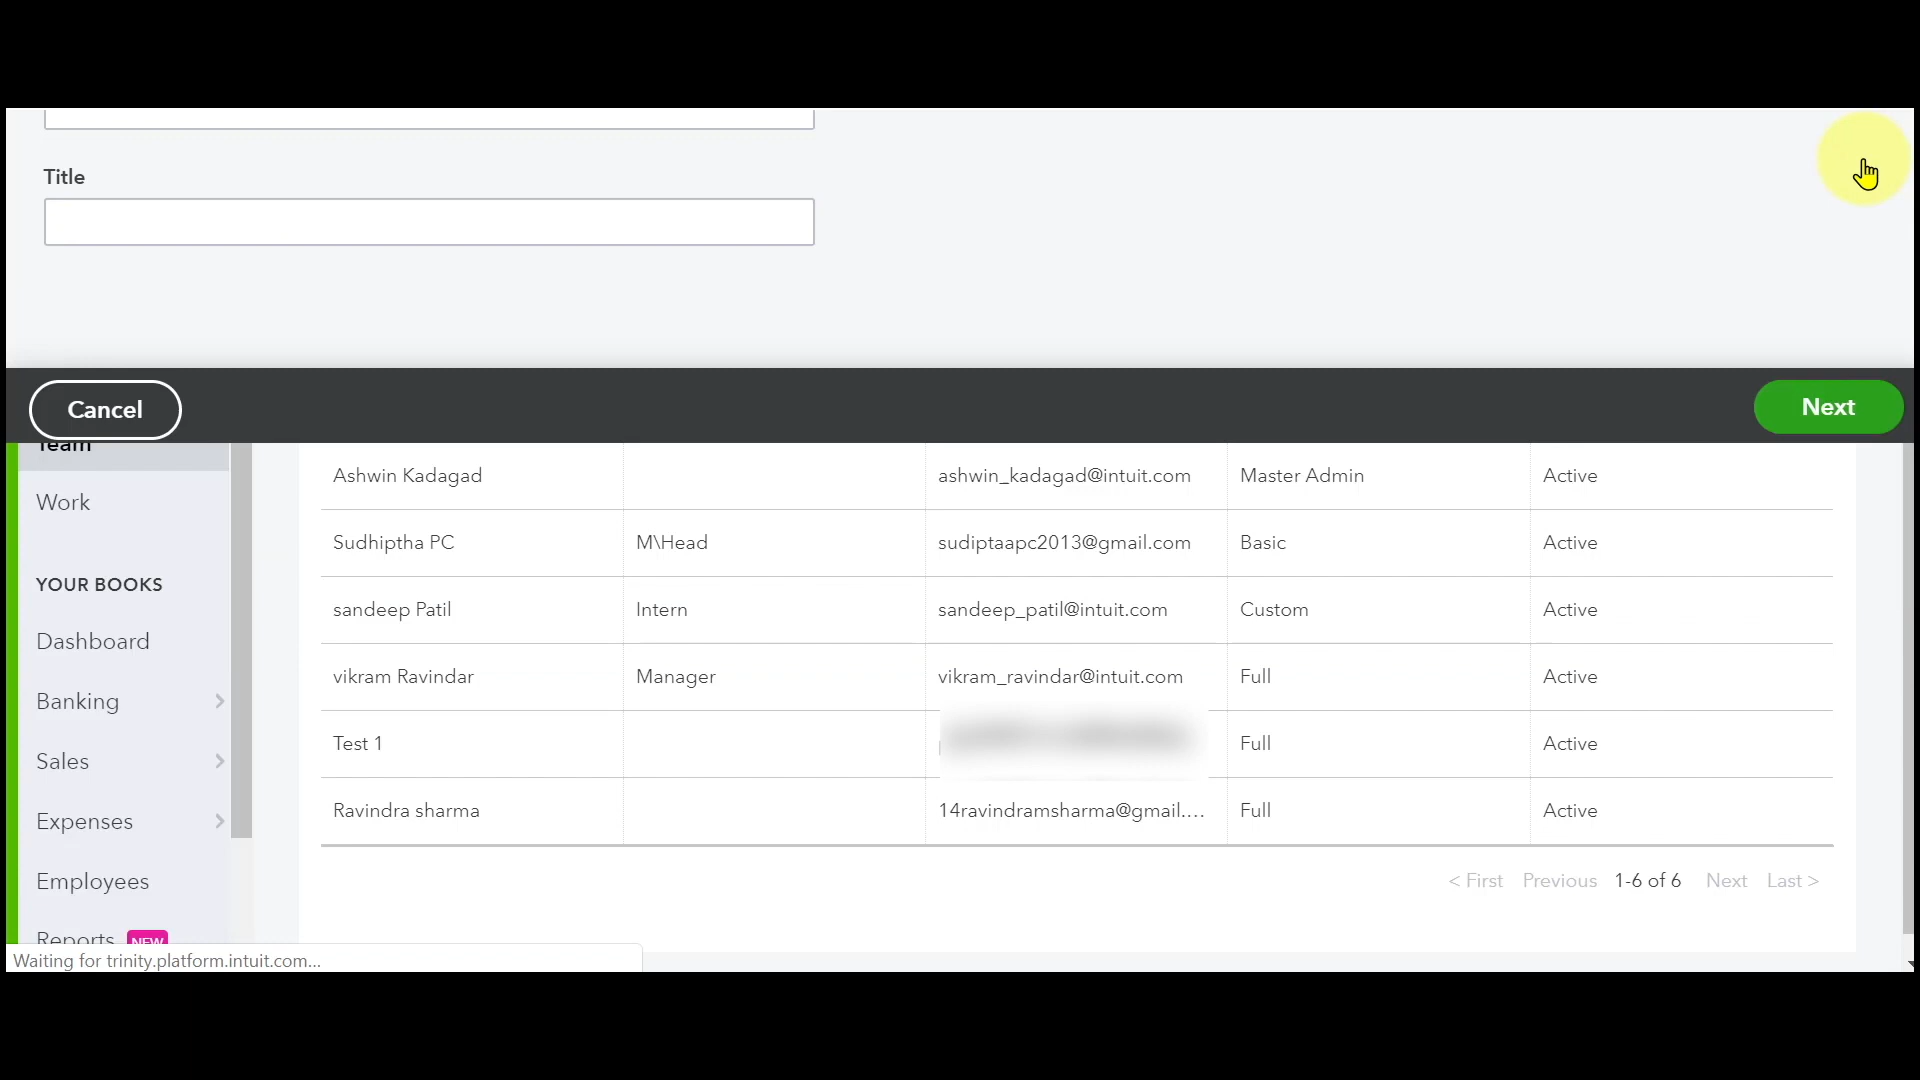 Title
Cancel
Next
Team
Work
YOUR BOOKS
Dashboard
Banking
Sales
Expenses
Employees
Reports NEW
Ashwin Kadagad ashwin_kadagad@intuit.com Master Admin Active
Sudhiptha PC M\Head sudiptaapc2013@gmail.com Basic Active
sandeep Patil Intern sandeep_patil@intuit.com Custom Active
vikram Ravindar Manager vikram_ravindar@intuit.com Full Active
Test 1 Full Active
Ravindra sharma 14ravindramsharma@gmail.... Full Active
< First Previous 1-6 of 6 Next Last >
Waiting for trinity.platform.intuit.com...